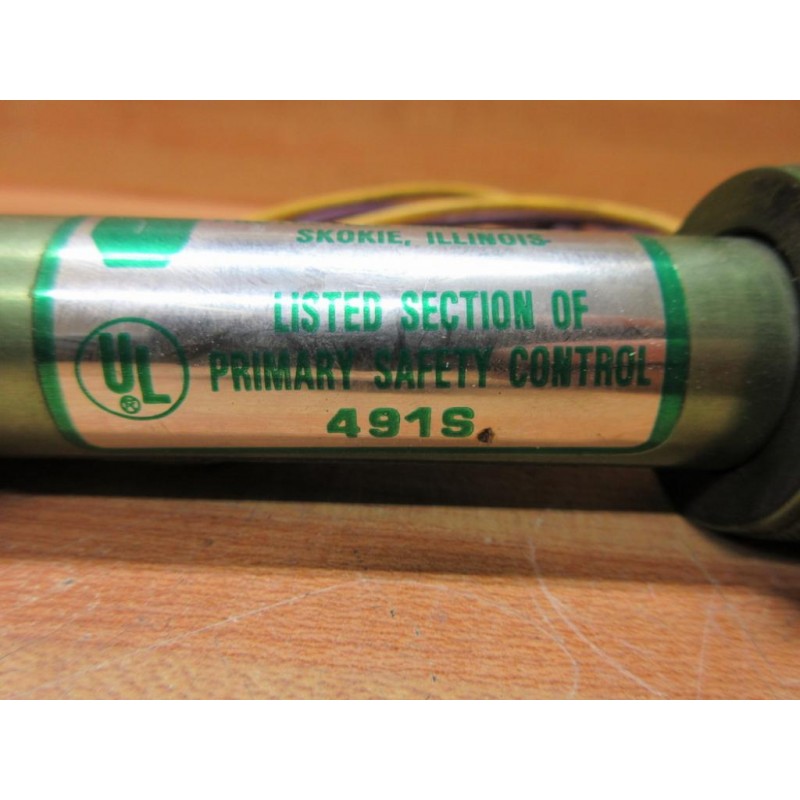 SKOKIE, ILLINOIS
LISTED SECTION OF
UL ®
PRIMARY SAFETY CONTROL
491S